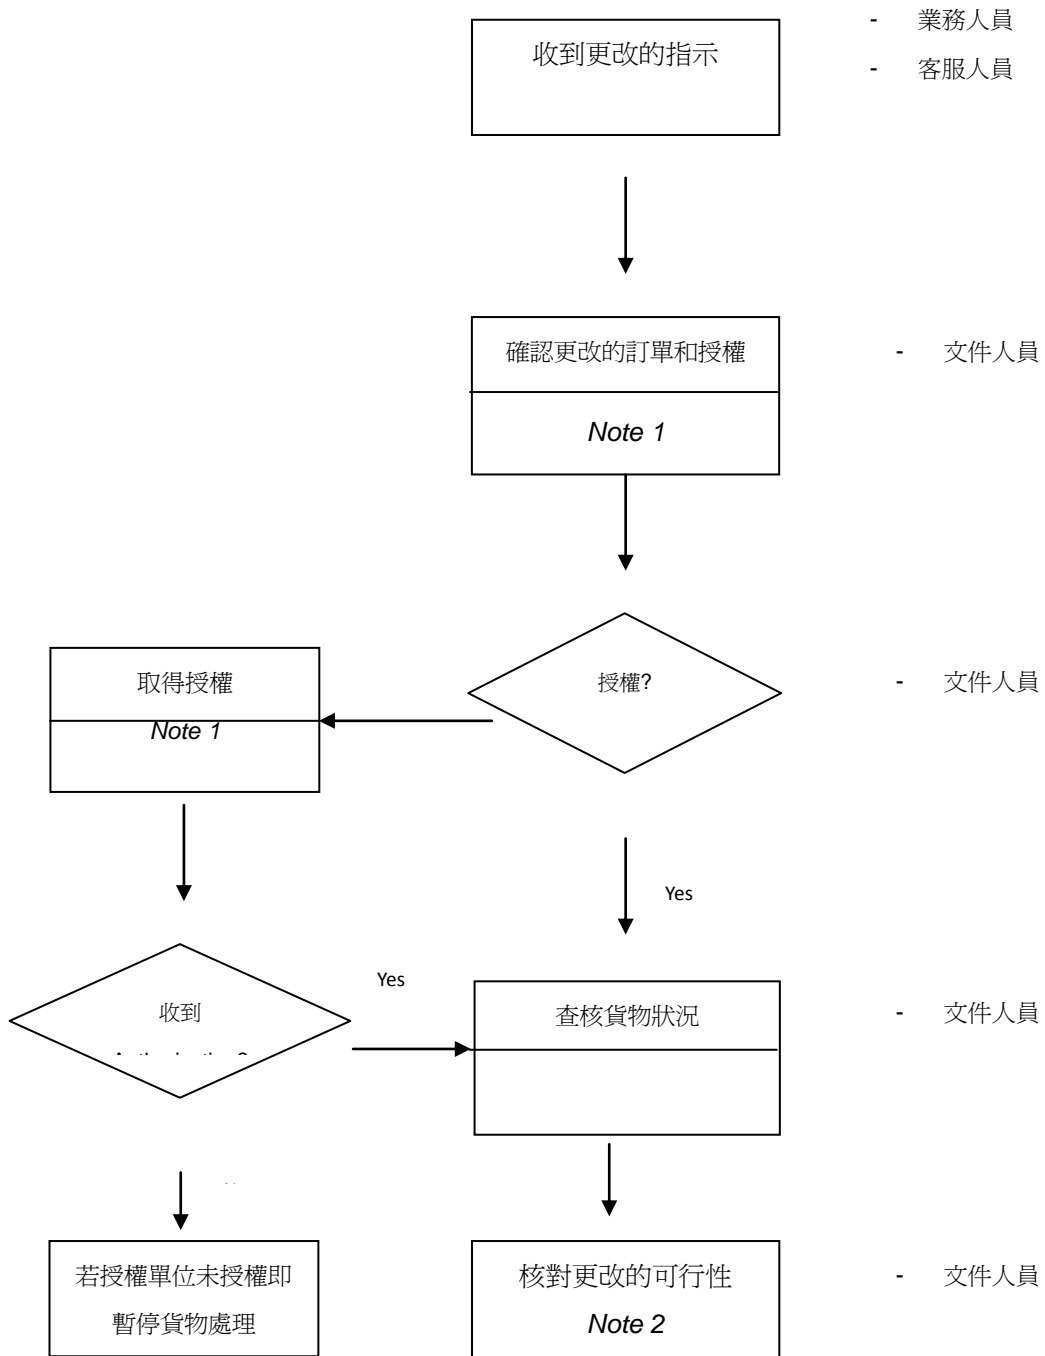 收到更改的指示
- 業務人員
- 客服人員
確認更改的訂單和授權
Note 1
- 文件人員
取得授權
Note 1
授權?
- 文件人員
Yes
收到
Yes
查核貨物狀況
- 文件人員
若授權單位未授權即
暫停貨物處理
核對更改的可行性
Note 2
- 文件人員